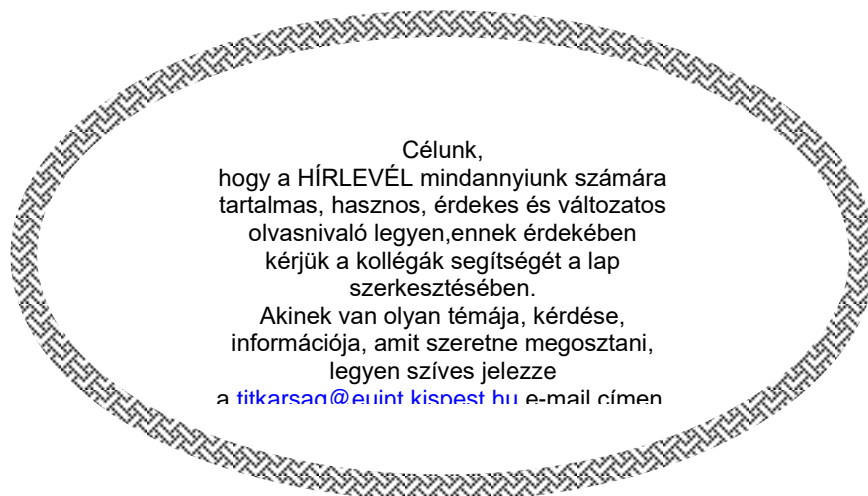 Célunk,
hogy a HÍRLEVÉL mindannyiunk számára
tartalmas, hasznos, érdekes és változatos
olvasnivaló legyen,ennek érdekében
kérjük a kollégák segítségét a lap
szerkesztésében.
Akinek van olyan témája, kérdése,
információja, amit szeretne megosztani,
legyen szíves jelezze
a titkarsag@euint.kispest.hu e-mail címen